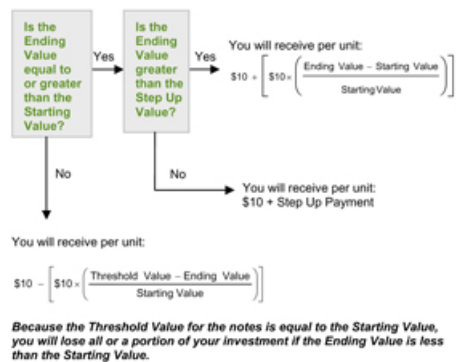 Is the
Ending
Value
equal to
or greater
than the
Starting
Value?
Yes
Is the
Ending
Value
greater
than the
Step Up
Value?
Yes
You will receive per unit:
$10 + [ $10 × ( Ending Value – Starting Value
Starting Value ) ]
No
No
You will receive per unit:
$10 + Step Up Payment
You will receive per unit:
$10 – [ $10 × ( Threshold Value – Ending Value
Starting Value ) ]
Because the Threshold Value for the notes is equal to the Starting Value,
you will lose all or a portion of your investment if the Ending Value is less
than the Starting Value.